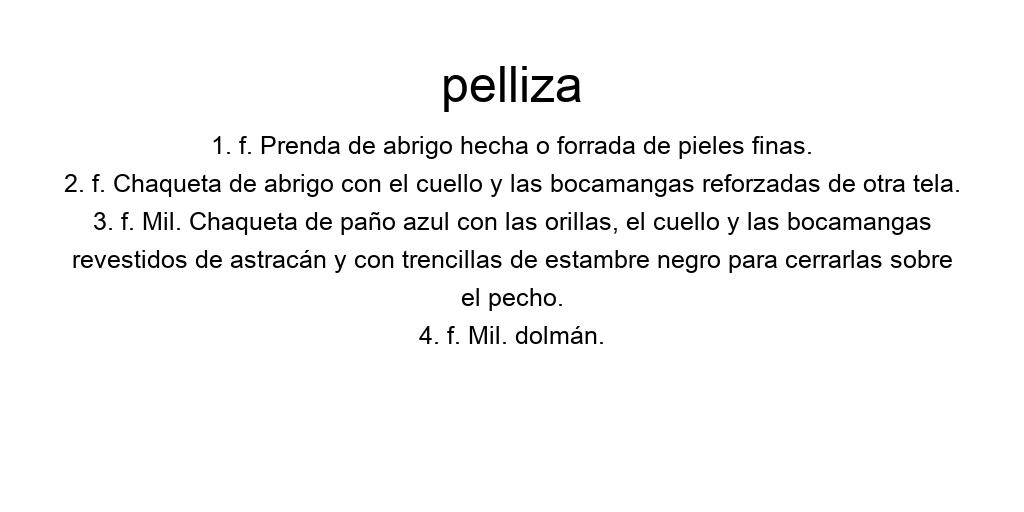 pelliza
1. f. Prenda de abrigo hecha o forrada de pieles finas.
2. f. Chaqueta de abrigo con el cuello y las bocamangas reforzadas de otra tela.
3. f. Mil. Chaqueta de paño azul con las orillas, el cuello y las bocamangas
revestidos de astracán y con trencillas de estambre negro para cerrarlas sobre
el pecho.
4. f. Mil. dolmán.